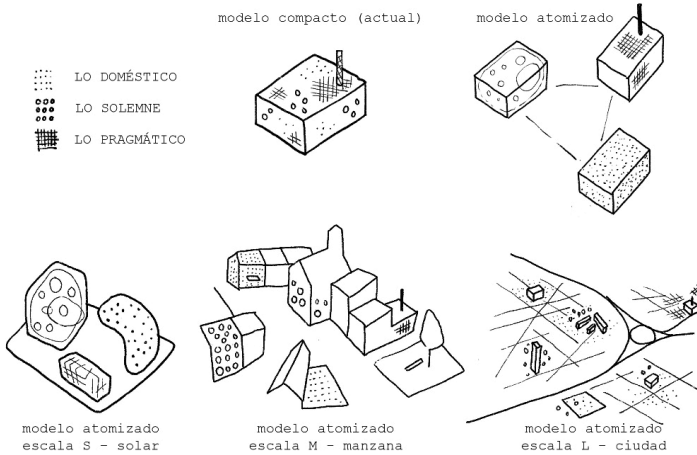 modelo compacto (actual)
modelo atomizado
LO DOMÉSTICO
LO SOLEMNE
LO PRAGMÁTICO
modelo atomizado
escala S - solar
modelo atomizado
escala M - manzana
modelo atomizado
escala L - ciudad